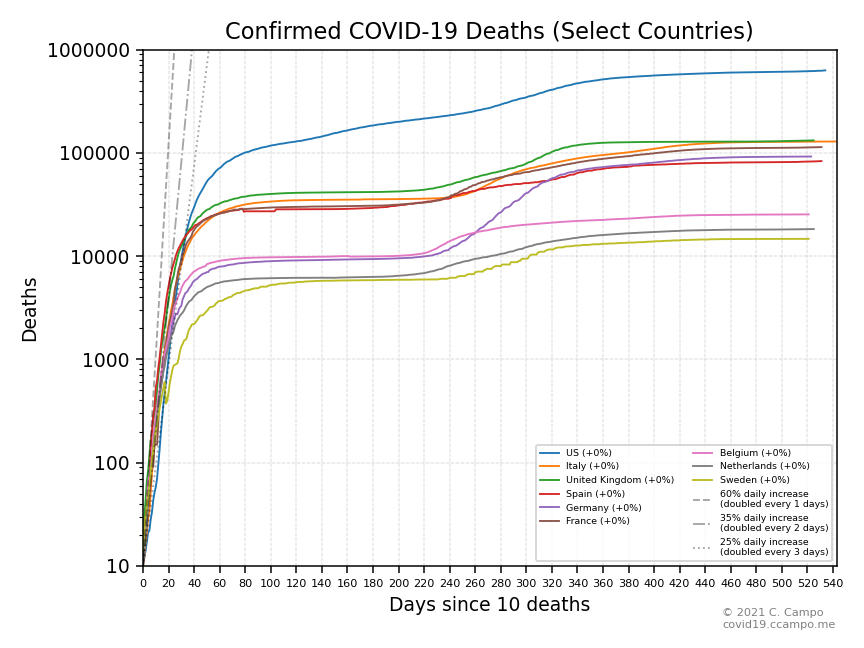 Confirmed COVID-19 Deaths (Select Countries)
1000000
100000
10000
1000
100
10
Deaths
0 20 40 60 80 100 120 140 160 180 200 220 240 260 280 300 320 340 360 380 400 420 440 460 480 500 520 540
Days since 10 deaths
US (+0%)
Italy (+0%)
United Kingdom (+0%)
Spain (+0%)
Germany (+0%)
France (+0%)
Belgium (+0%)
Netherlands (+0%)
Sweden (+0%)
60% daily increase
(doubled every 1 days)
35% daily increase
(doubled every 2 days)
25% daily increase
(doubled every 3 days)
© 2021 C. Campo
covid19.ccampo.me